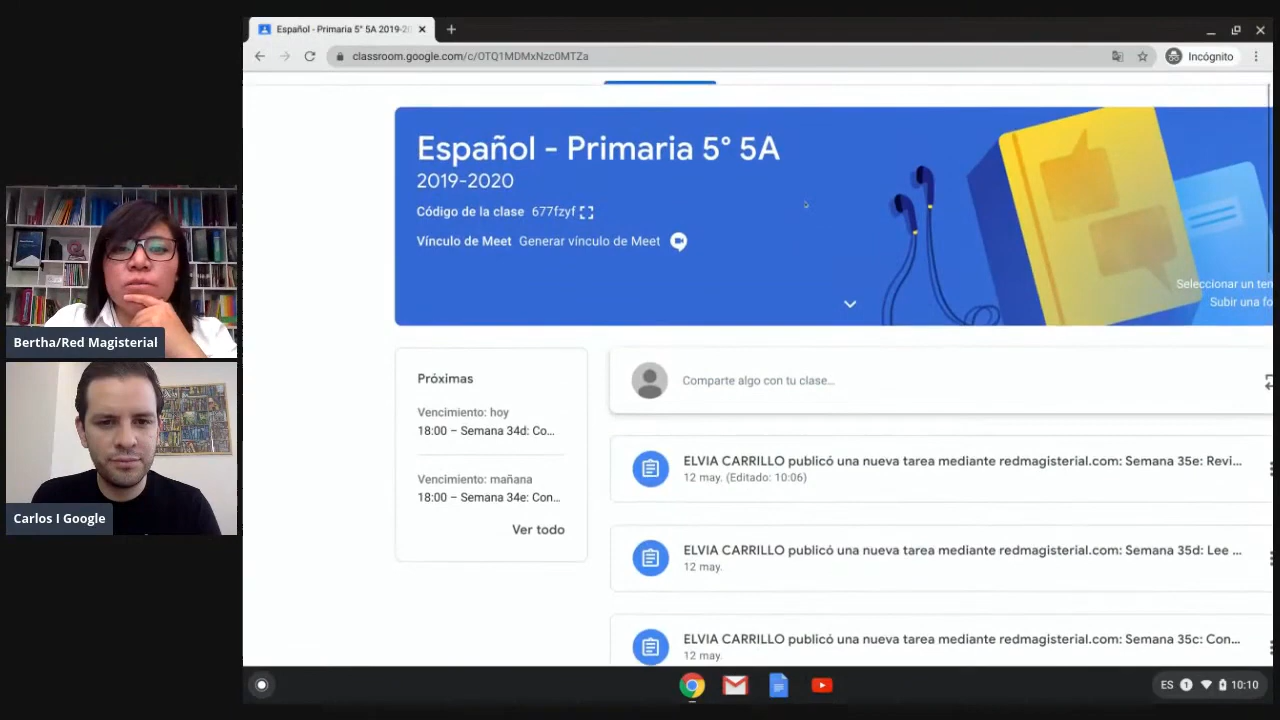 Español - Primaria 5° 5A 2019-2
classroom.google.com/c/OTQ1MDMxNzc0MTZa
Incógnito
Español - Primaria 5° 5A
2019-2020
Código de la clase 677fzyf
Vínculo de Meet Generar vínculo de Meet
Seleccionar un ten
Subir una fo
Bertha/Red Magisterial
Carlos I Google
Próximas
Vencimiento: hoy
18:00 – Semana 34d: Co...
Vencimiento: mañana
18:00 – Semana 34e: Con...
Ver todo
Comparte algo con tu clase...
ELVIA CARRILLO publicó una nueva tarea mediante redmagisterial.com: Semana 35e: Revi...
12 may. (Editado: 10:06)
ELVIA CARRILLO publicó una nueva tarea mediante redmagisterial.com: Semana 35d: Lee ...
12 may.
ELVIA CARRILLO publicó una nueva tarea mediante redmagisterial.com: Semana 35c: Con...
12 may.
ES 1 10:10